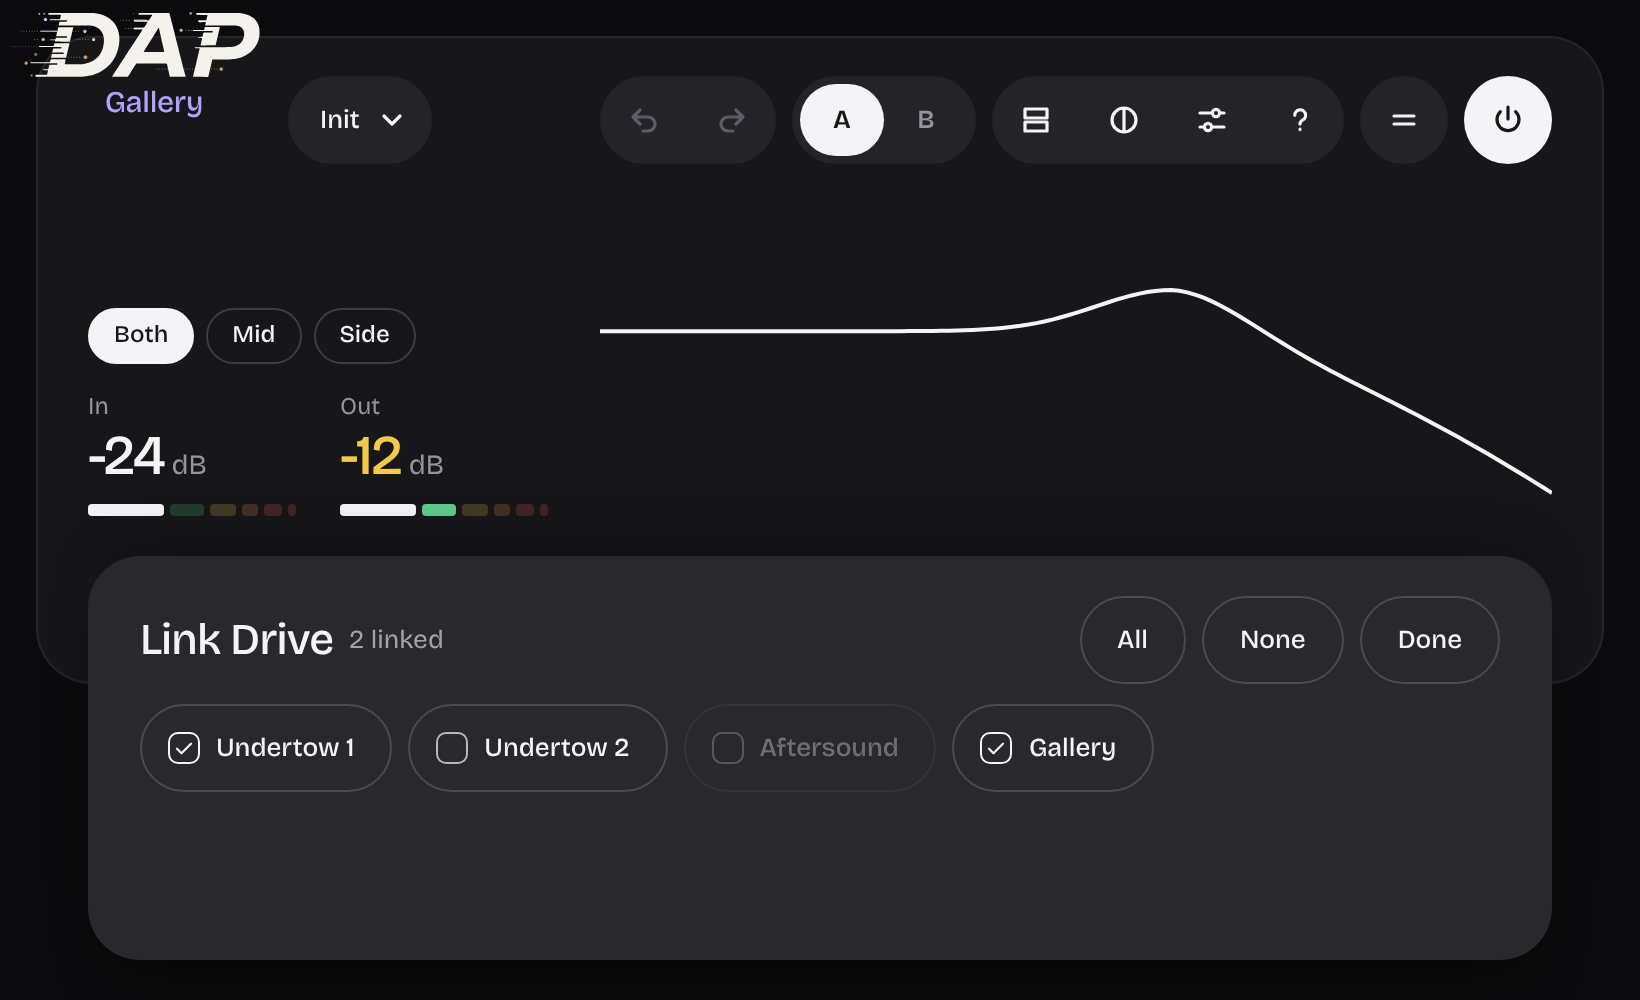 DAP
Gallery
Init
A
B
?
Both
Mid
Side
In
Out
-24 dB
-12 dB
Link Drive
2 linked
All
None
Done
Undertow 1
Undertow 2
Aftersound
Gallery